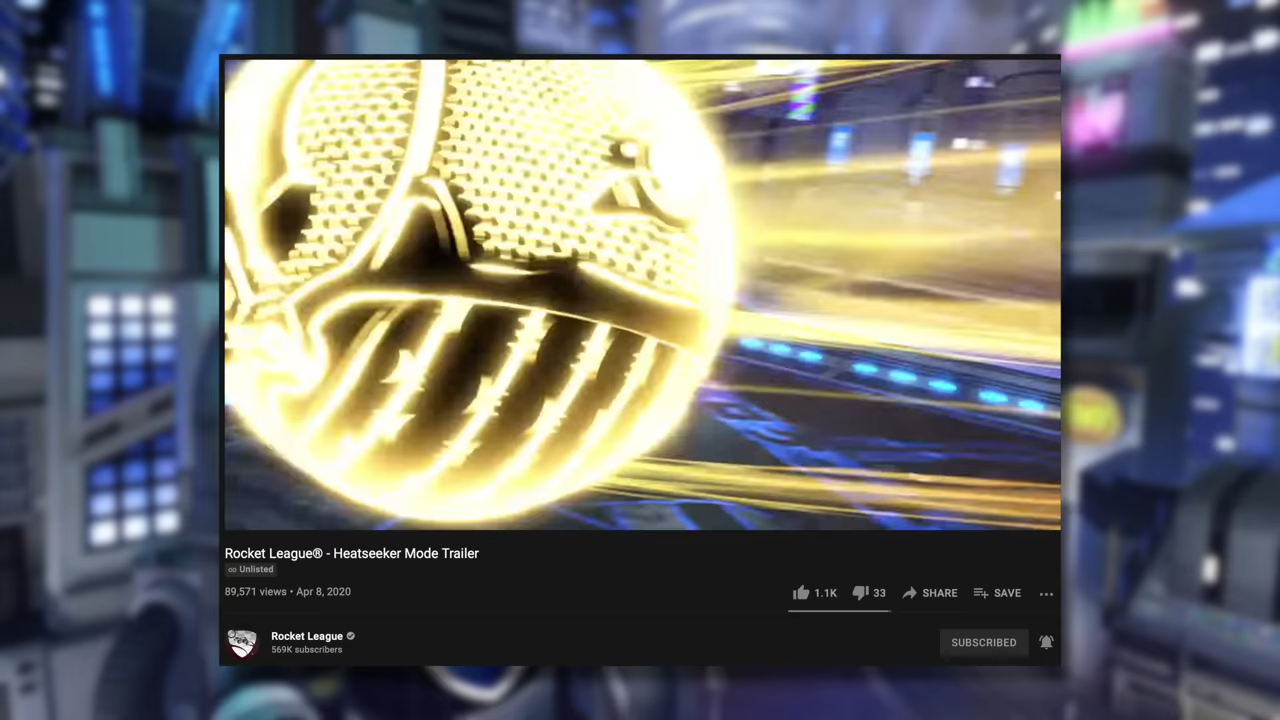 Rocket League® - Heatseeker Mode Trailer
Unlisted
89,571 views • Apr 8, 2020
1.1K 33 SHARE SAVE
Rocket League
569K subscribers
SUBSCRIBED